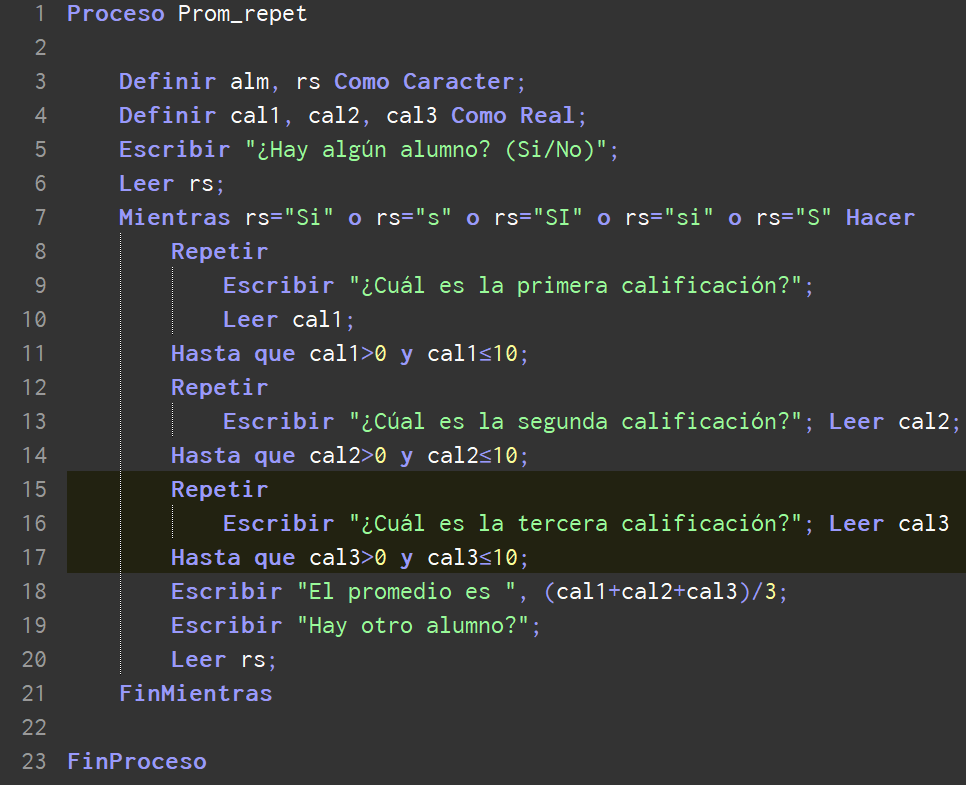 1 Proceso Prom_repet
2
3 Definir alm, rs Como Caracter;
4 Definir cal1, cal2, cal3 Como Real;
5 Escribir "¿Hay algún alumno? (Si/No)";
6 Leer rs;
7 Mientras rs="Si" o rs="s" o rs="SI" o rs="si" o rs="S" Hacer
8 Repetir
9 Escribir "¿Cuál es la primera calificación?";
10 Leer cal1;
11 Hasta que cal1>0 y cal1≤10;
12 Repetir
13 Escribir "¿Cúal es la segunda calificación?"; Leer cal2;
14 Hasta que cal2>0 y cal2≤10;
15 Repetir
16 Escribir "¿Cuál es la tercera calificación?"; Leer cal3
17 Hasta que cal3>0 y cal3≤10;
18 Escribir "El promedio es ", (cal1+cal2+cal3)/3;
19 Escribir "Hay otro alumno?";
20 Leer rs;
21 FinMientras
22
23 FinProceso